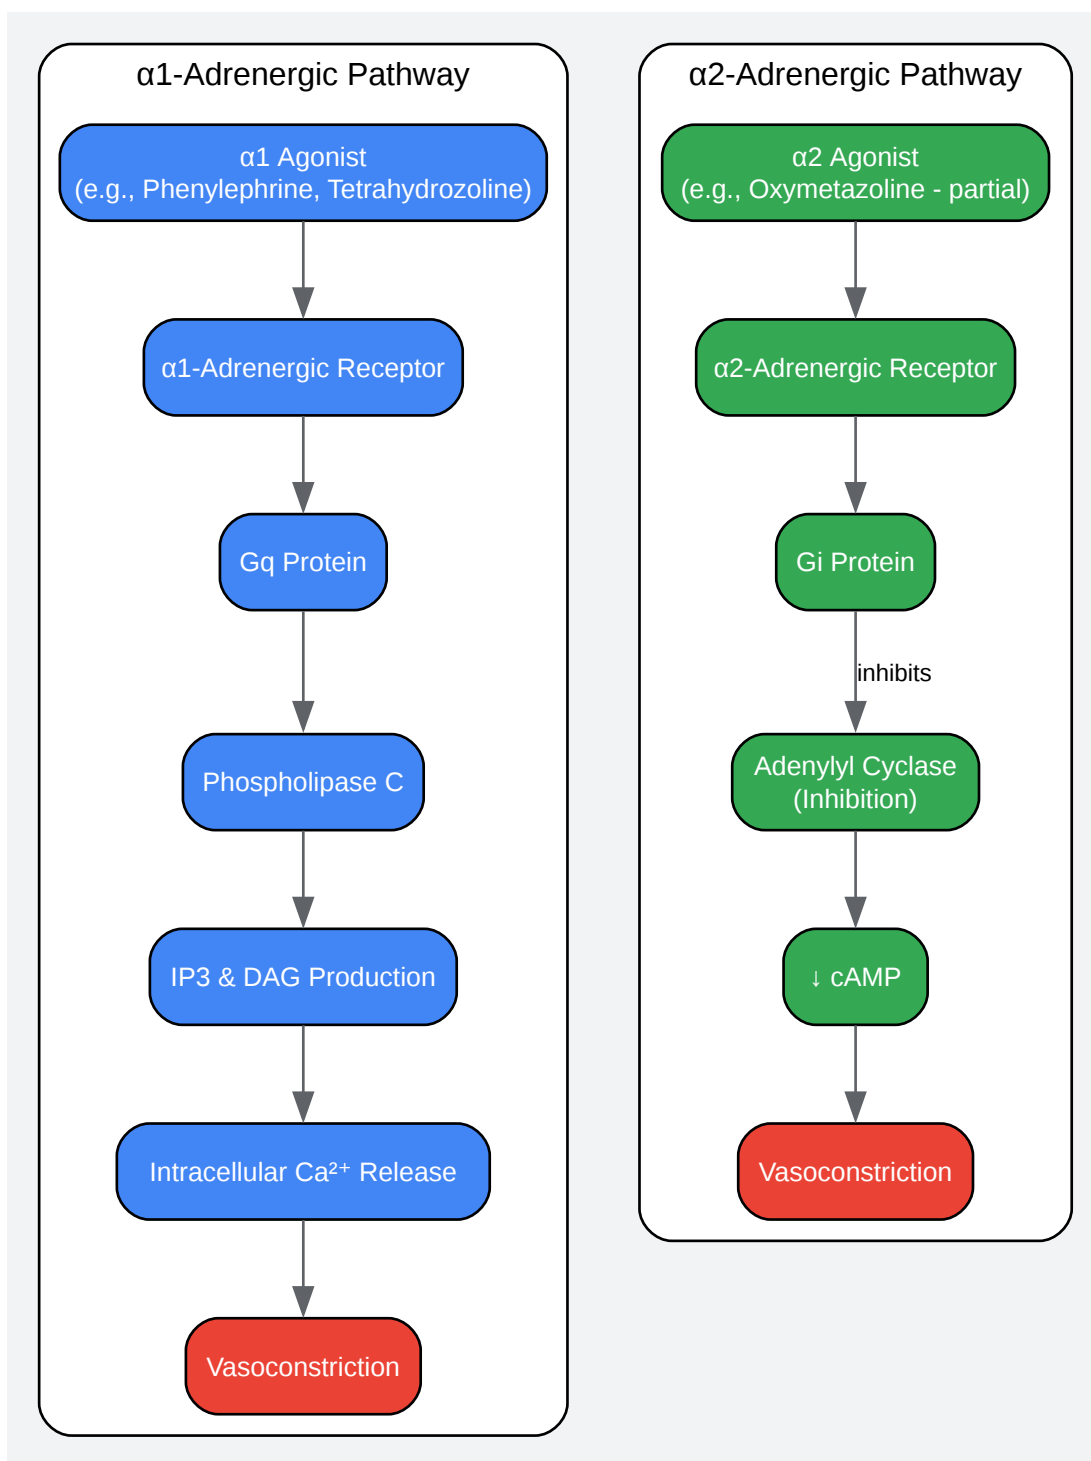 α1-Adrenergic Pathway
α1 Agonist
(e.g., Phenylephrine, Tetrahydrozoline)
α1-Adrenergic Receptor
Gq Protein
Phospholipase C
IP3 & DAG Production
Intracellular Ca²⁺ Release
Vasoconstriction
α2-Adrenergic Pathway
α2 Agonist
(e.g., Oxymetazoline - partial)
α2-Adrenergic Receptor
Gi Protein
inhibits
Adenylyl Cyclase
(Inhibition)
↓ cAMP
Vasoconstriction